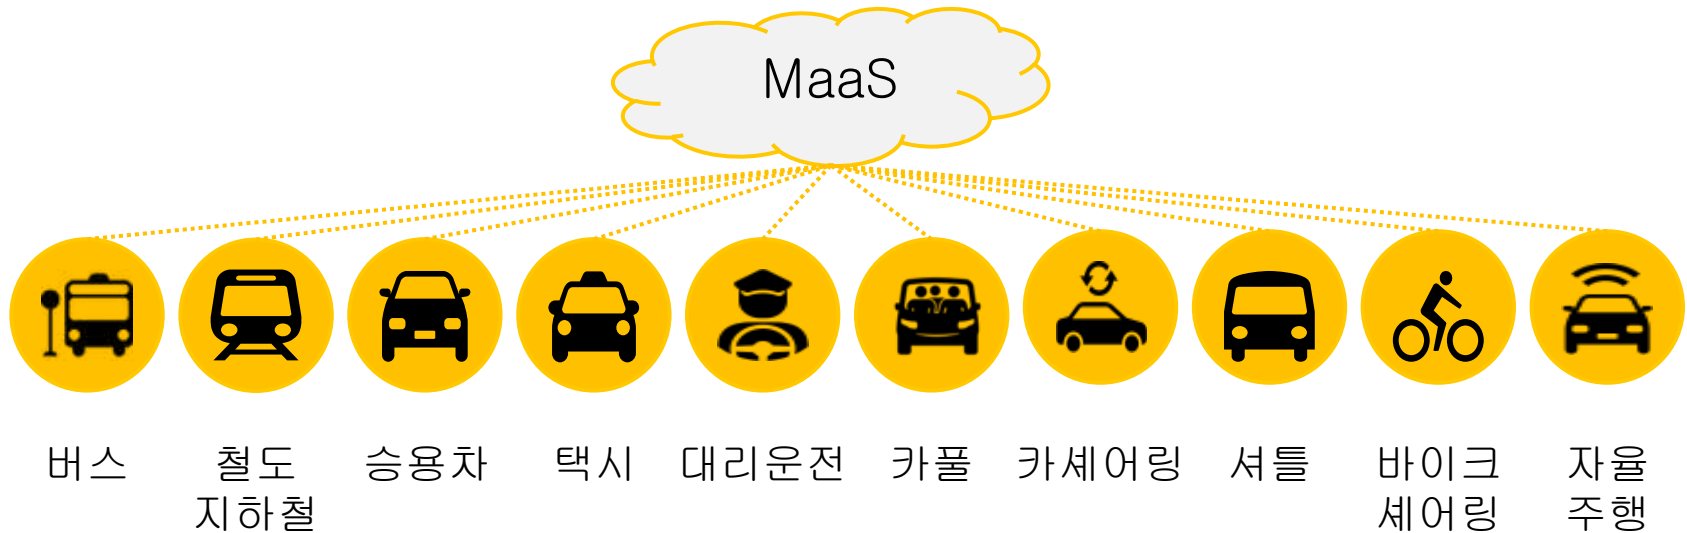 MaaS
버스
철도
지하철
승용차
택시
대리운전
카풀
카셰어링
셔틀
바이크
셰어링
자율
주행